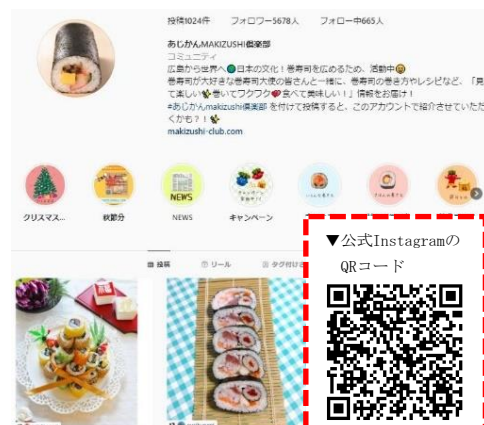 投稿1024件 フォロワー5678人 フォロー中665人
あじかんMAKIZUSHI倶楽部
コミュニティ
広島から世界へ🌏日本の文化!巻寿司を広めるため、活動中😆
巻寿司が大好きな巻寿司大使の皆さんと一緒に、巻寿司の巻き方やレシピなど、「見
て楽しい👀巻いてワクワク💕食べて美味しい!」情報をお届け!
#あじかんmakizushi倶楽部 を付けて投稿すると、このアカウントで紹介させていただ
くかも?!
makizushi-club.com
クリスマス...
秋節分
NEWS
NEWS
キャンペーン
▼公式Instagramの
QRコード
投稿
リール
タグ付け